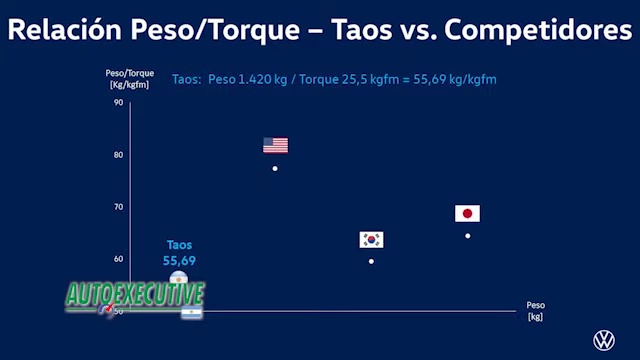 Relación Peso/Torque – Taos vs. Competidores
Peso/Torque
[Kg/kgfm]
Taos: Peso 1.420 kg / Torque 25,5 kgfm = 55,69 kg/kgfm
90
80
70
60
50
Taos
55,69
AUTOEXECUTIVE
Peso
[kg]